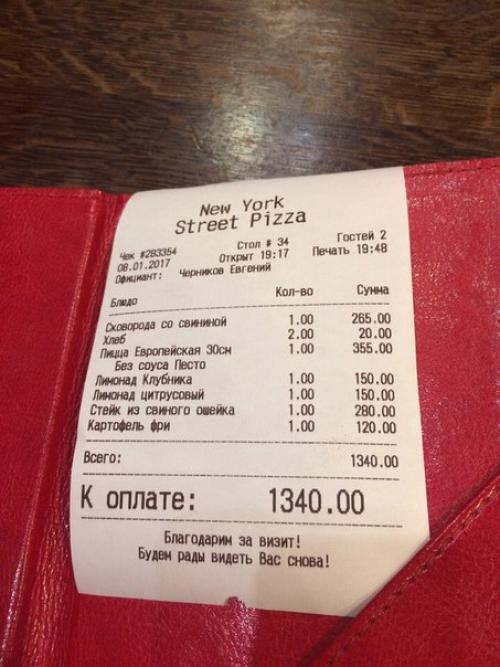 New York
Street Pizza
Чек #283354 Стол # 34 Гостей 2
08.01.2017 Открыт 19:17 Печать 19:48
Официант: Черников Евгений
Блюдо Кол-во Сумма
Сковорода со свининой 1.00 265.00
Хлеб 2.00 20.00
Пицца Европейская 30см 1.00 355.00
Без соуса Песто
Лимонад Клубника 1.00 150.00
Лимонад цитрусовый 1.00 150.00
Стейк из свиного ошейка 1.00 280.00
Картофель фри 1.00 120.00
Всего: 1340.00
К оплате: 1340.00
Благодарим за визит!
Будем рады видеть Вас снова!